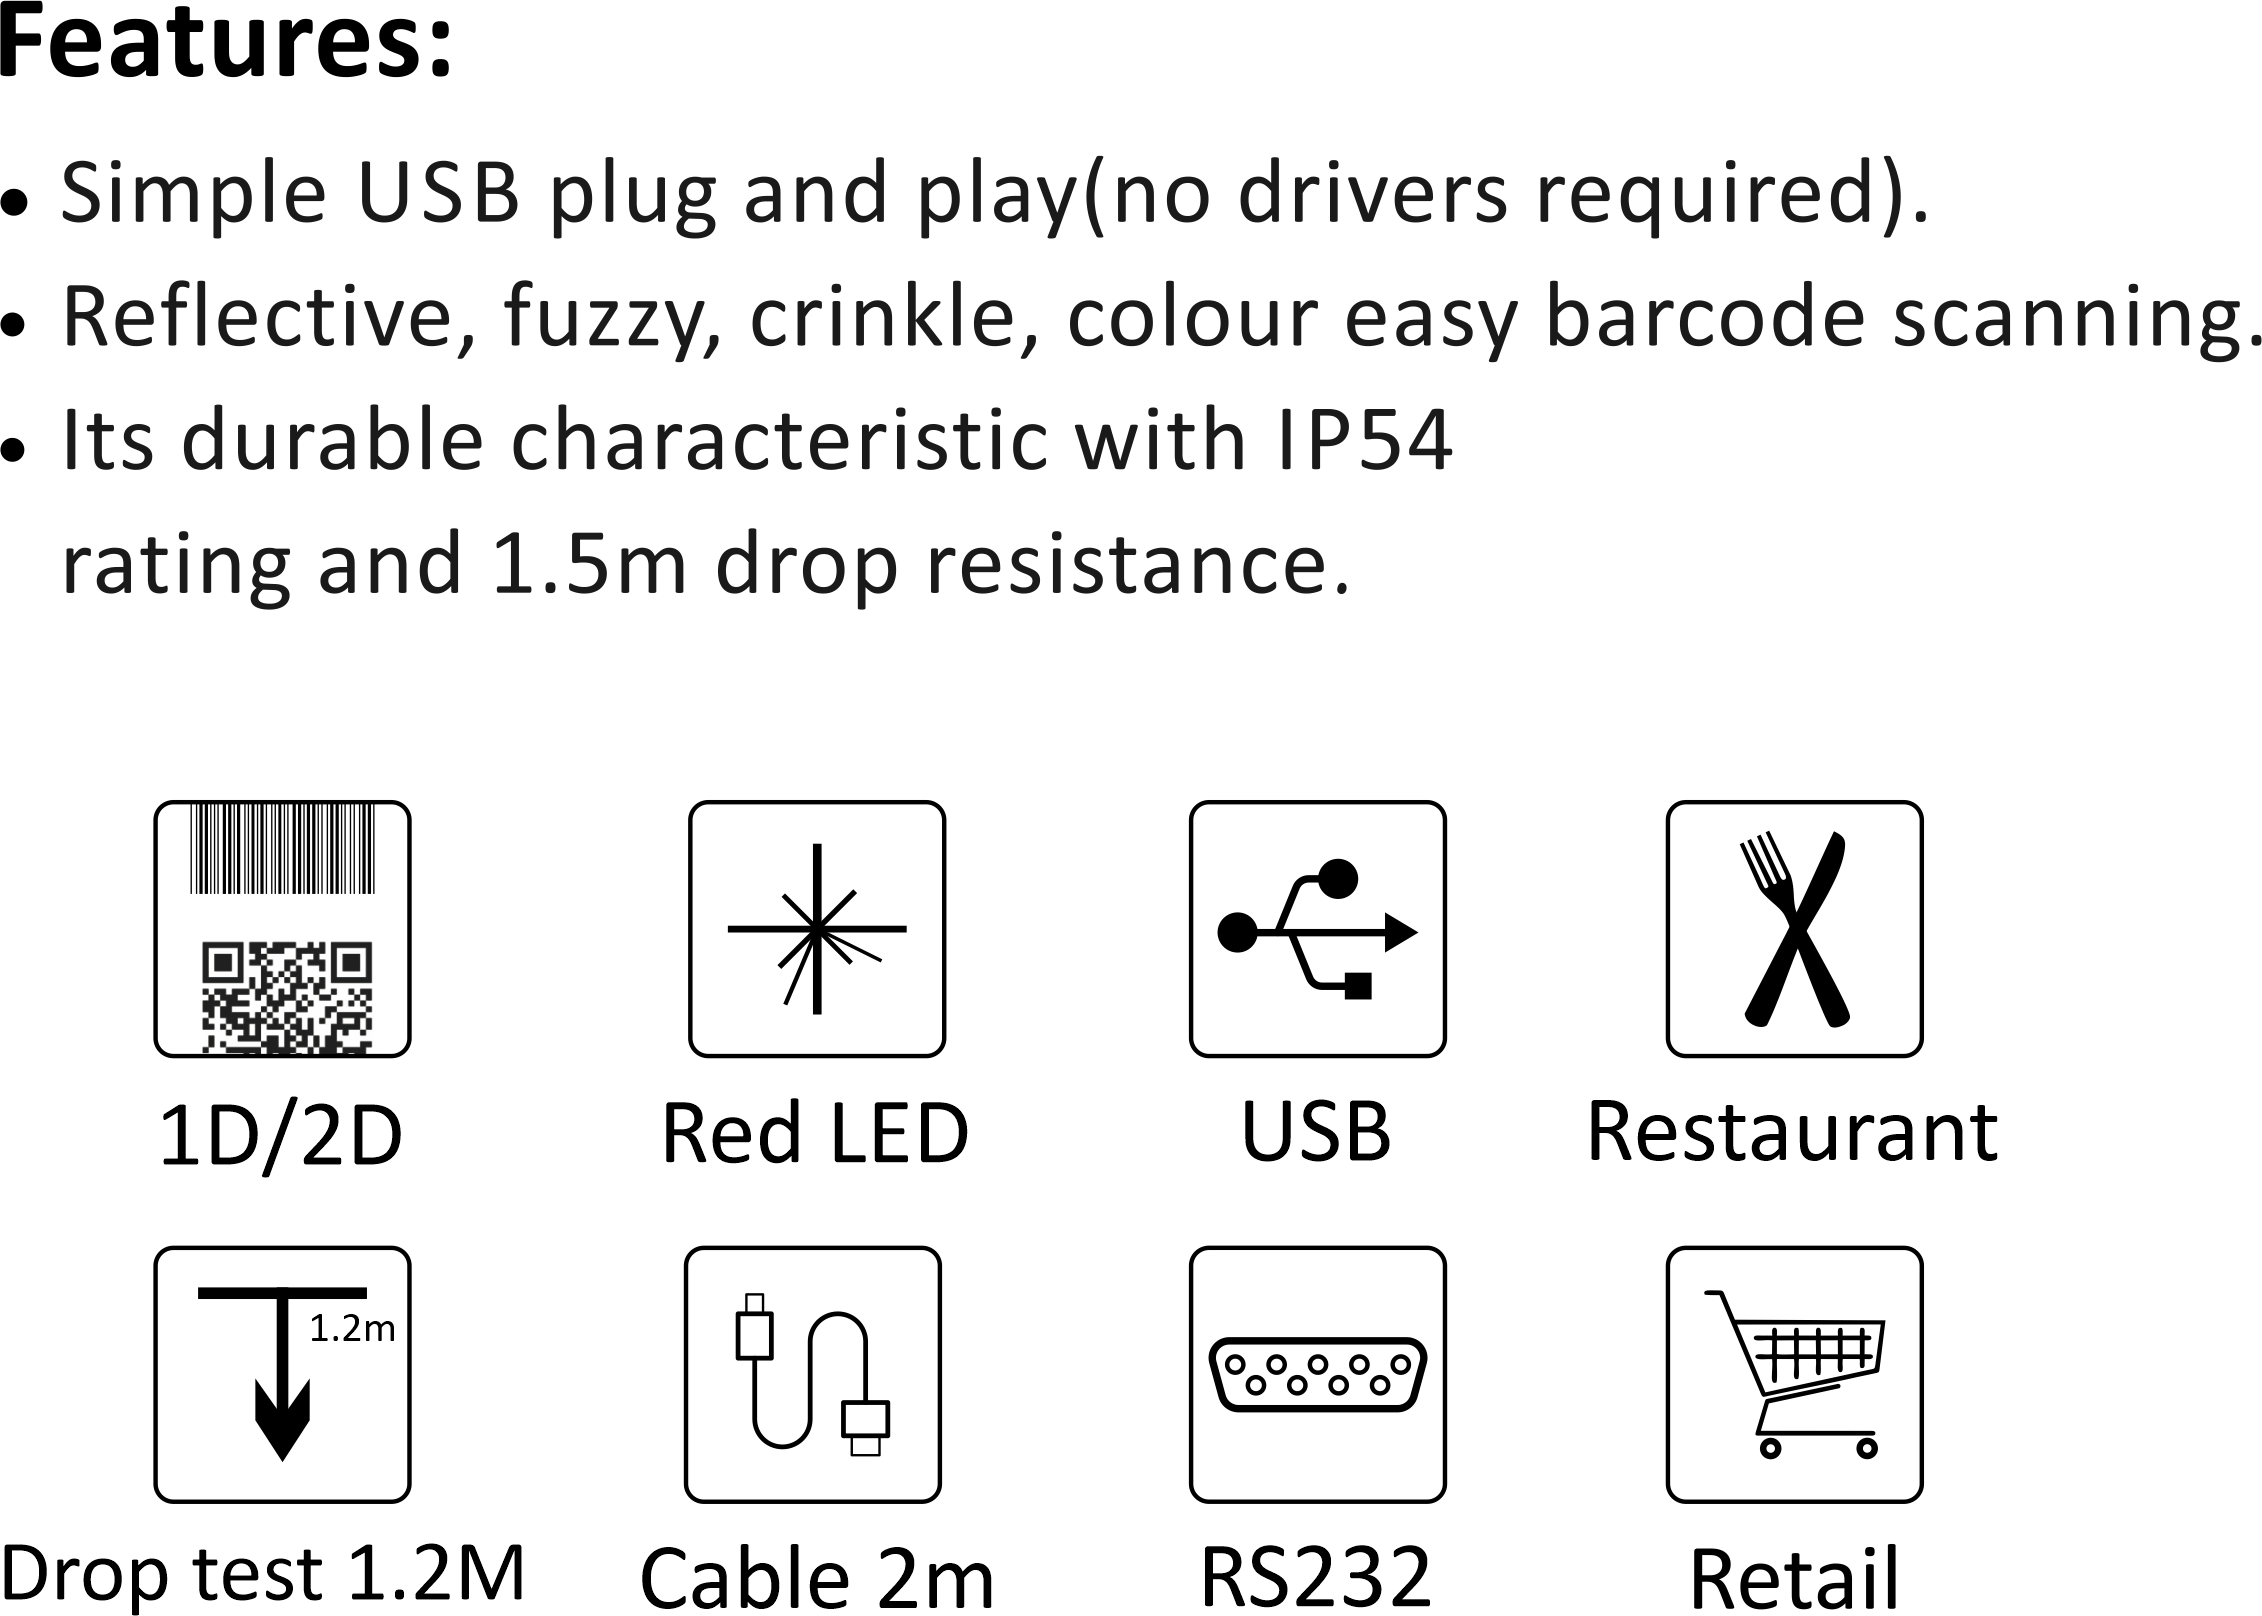 Features:
• Simple USB plug and play(no drivers required).
• Reflective, fuzzy, crinkle, colour easy barcode scanning.
• Its durable characteristic with IP54
rating and 1.5m drop resistance.
1D/2D
Red LED
USB
Restaurant
1.2m
Drop test 1.2M
Cable 2m
RS232
Retail